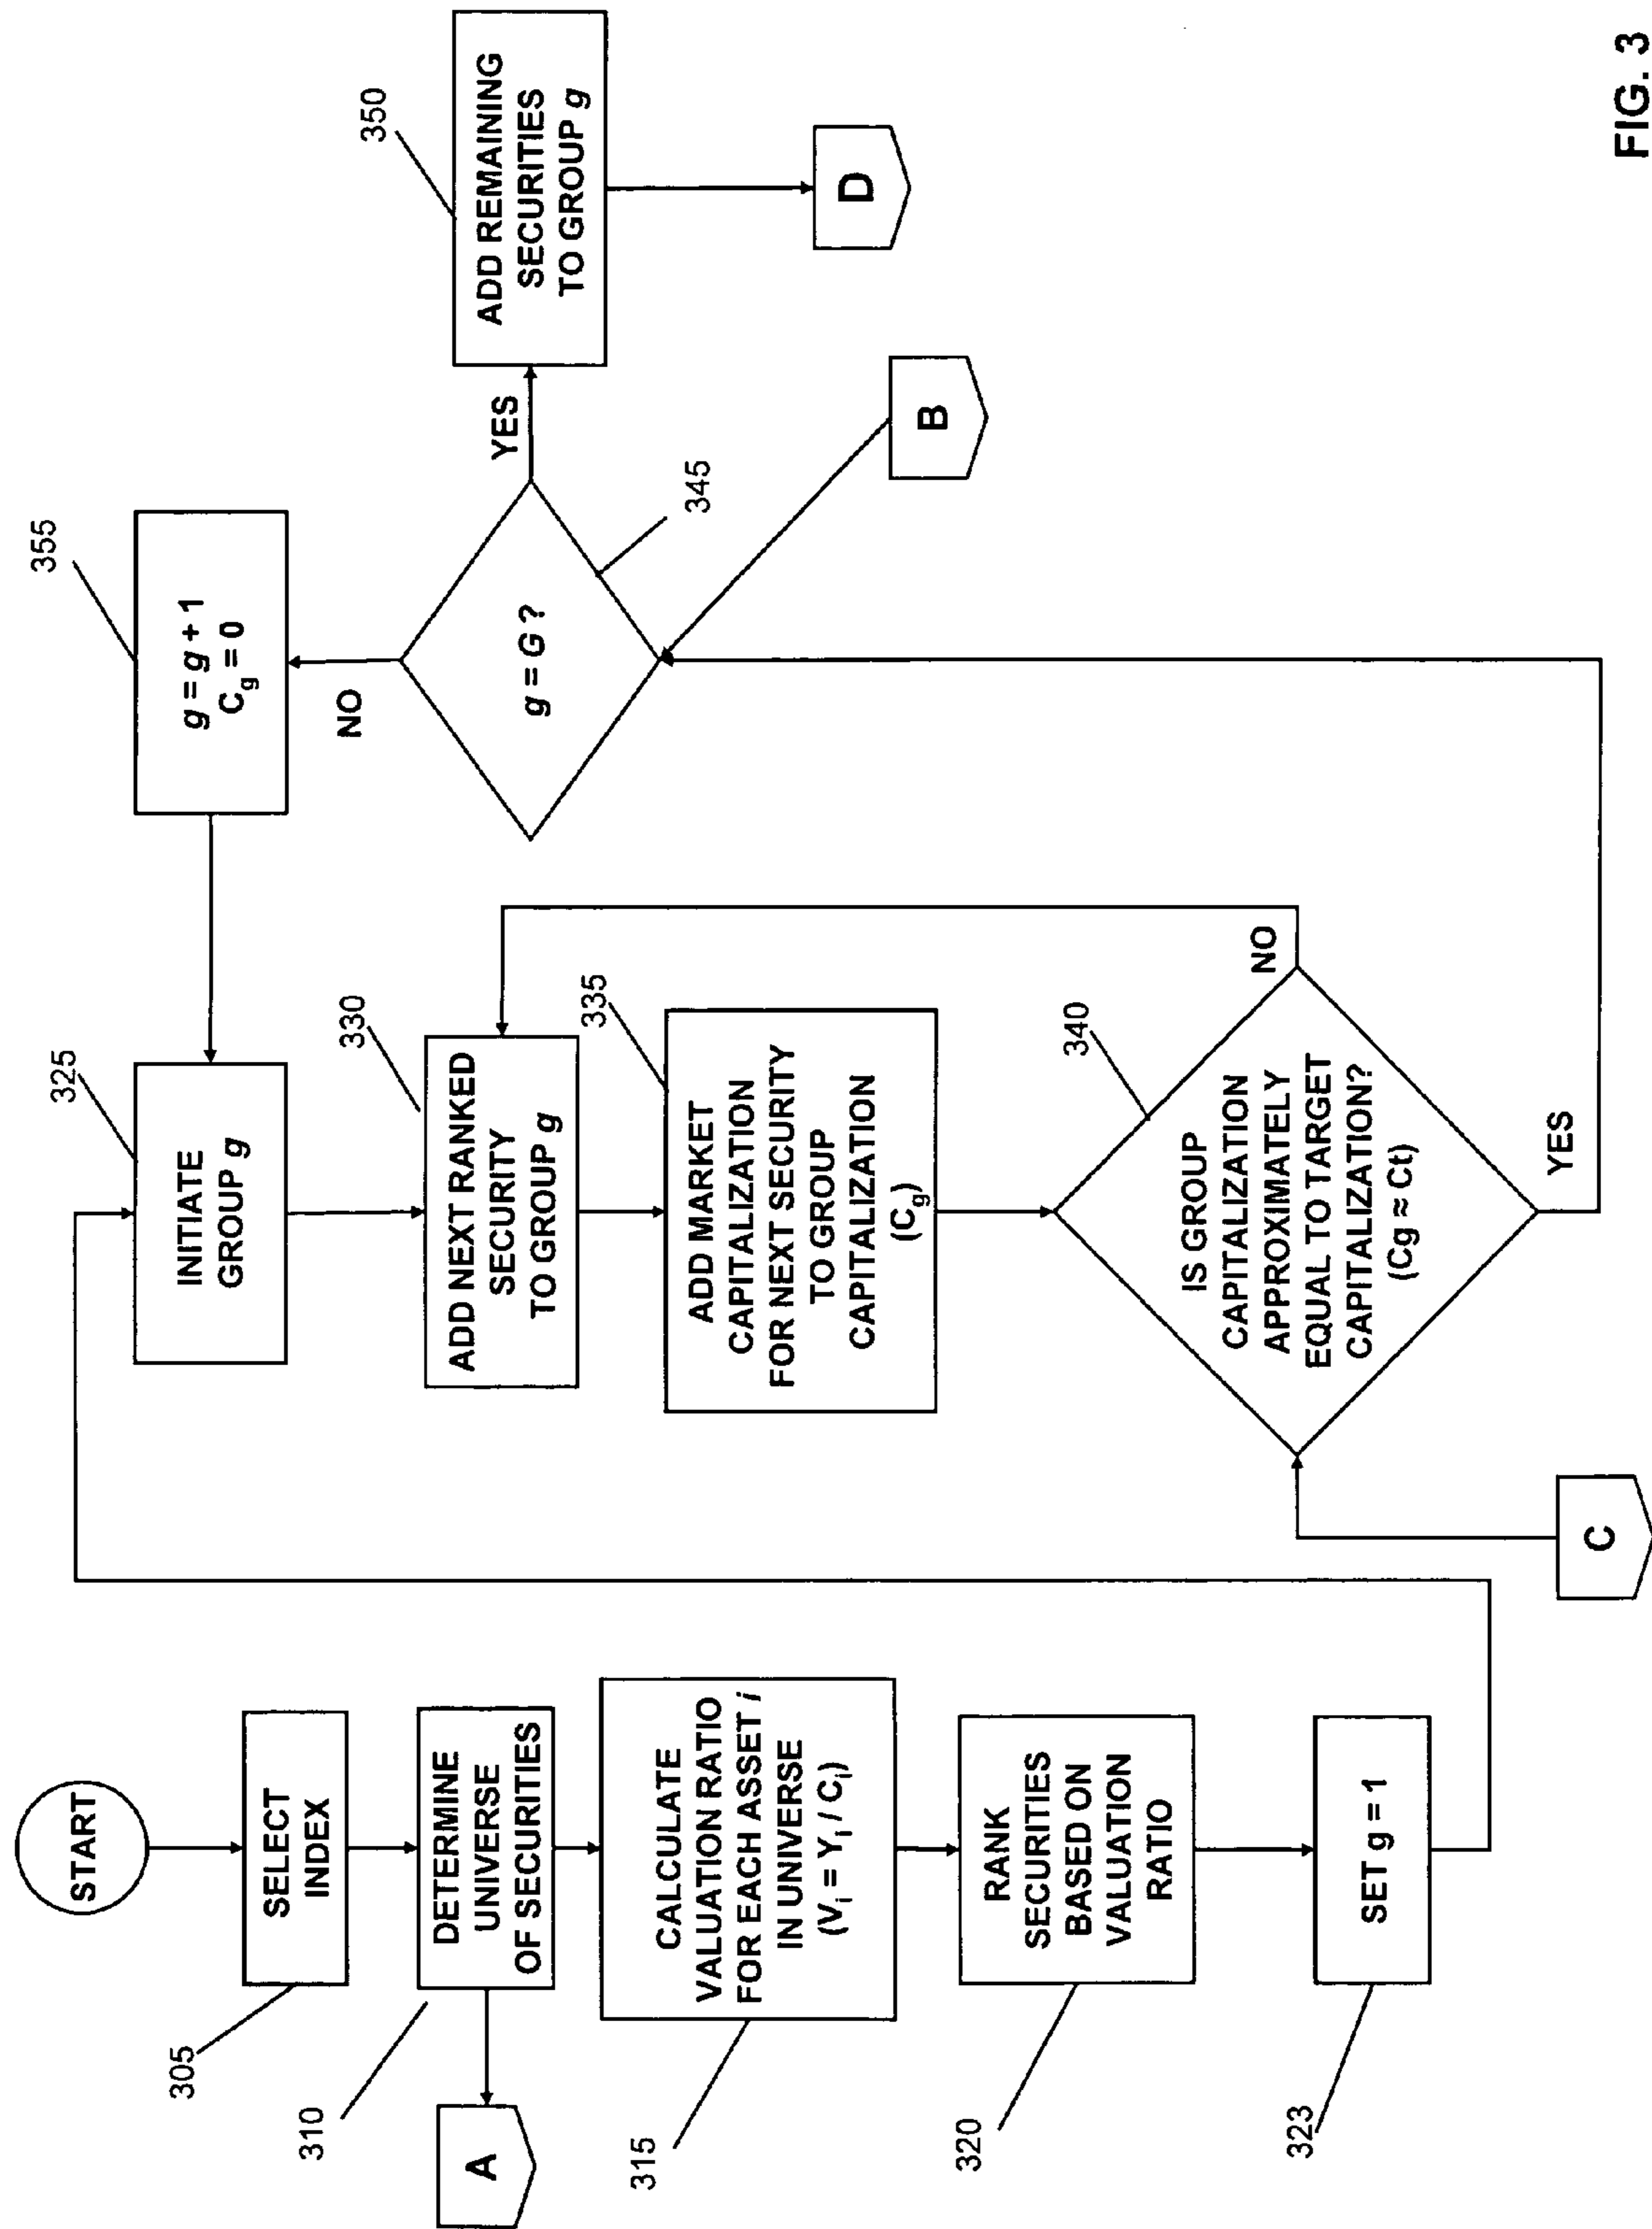 START
SELECT
INDEX
305
DETERMINE
UNIVERSE
OF SECURITIES
310
A
CALCULATE
VALUATION RATIO
FOR EACH ASSET i
IN UNIVERSE
(Vi = Yi / Ci)
315
RANK
SECURITIES
BASED ON
VALUATION
RATIO
320
SET g = 1
323
INITIATE
GROUP g
325
ADD NEXT RANKED
SECURITY
TO GROUP g
330
ADD MARKET
CAPITALIZATION
FOR NEXT SECURITY
TO GROUP
CAPITALIZATION
(Cg)
335
IS GROUP
CAPITALIZATION
APPROXIMATELY
EQUAL TO TARGET
CAPITALIZATION?
(Cg ≈ Ct)
340
NO
YES
C
g = g + 1
Cg = 0
355
NO
g = G ?
345
YES
B
ADD REMAINING
SECURITIES
TO GROUP g
350
D
FIG. 3